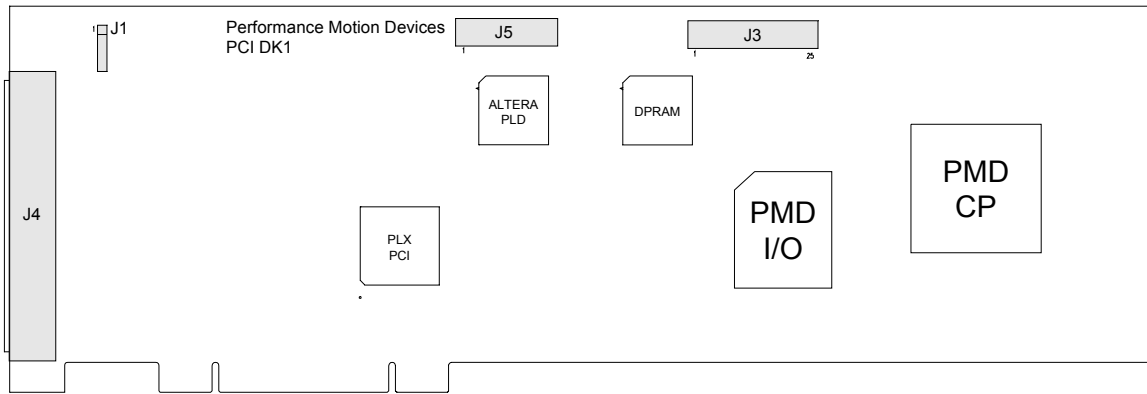 1
J1
Performance Motion Devices
PCI DK1
J5
1
J3
1
25
ALTERA
PLD
DPRAM
PMD
CP
PMD
I/O
J4
PLX
PCI